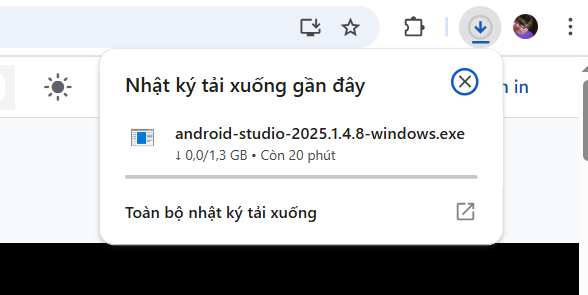 n in
Nhật ký tải xuống gần đây
android-studio-2025.1.4.8-windows.exe
↓ 0,0/1,3 GB • Còn 20 phút
Toàn bộ nhật ký tải xuống